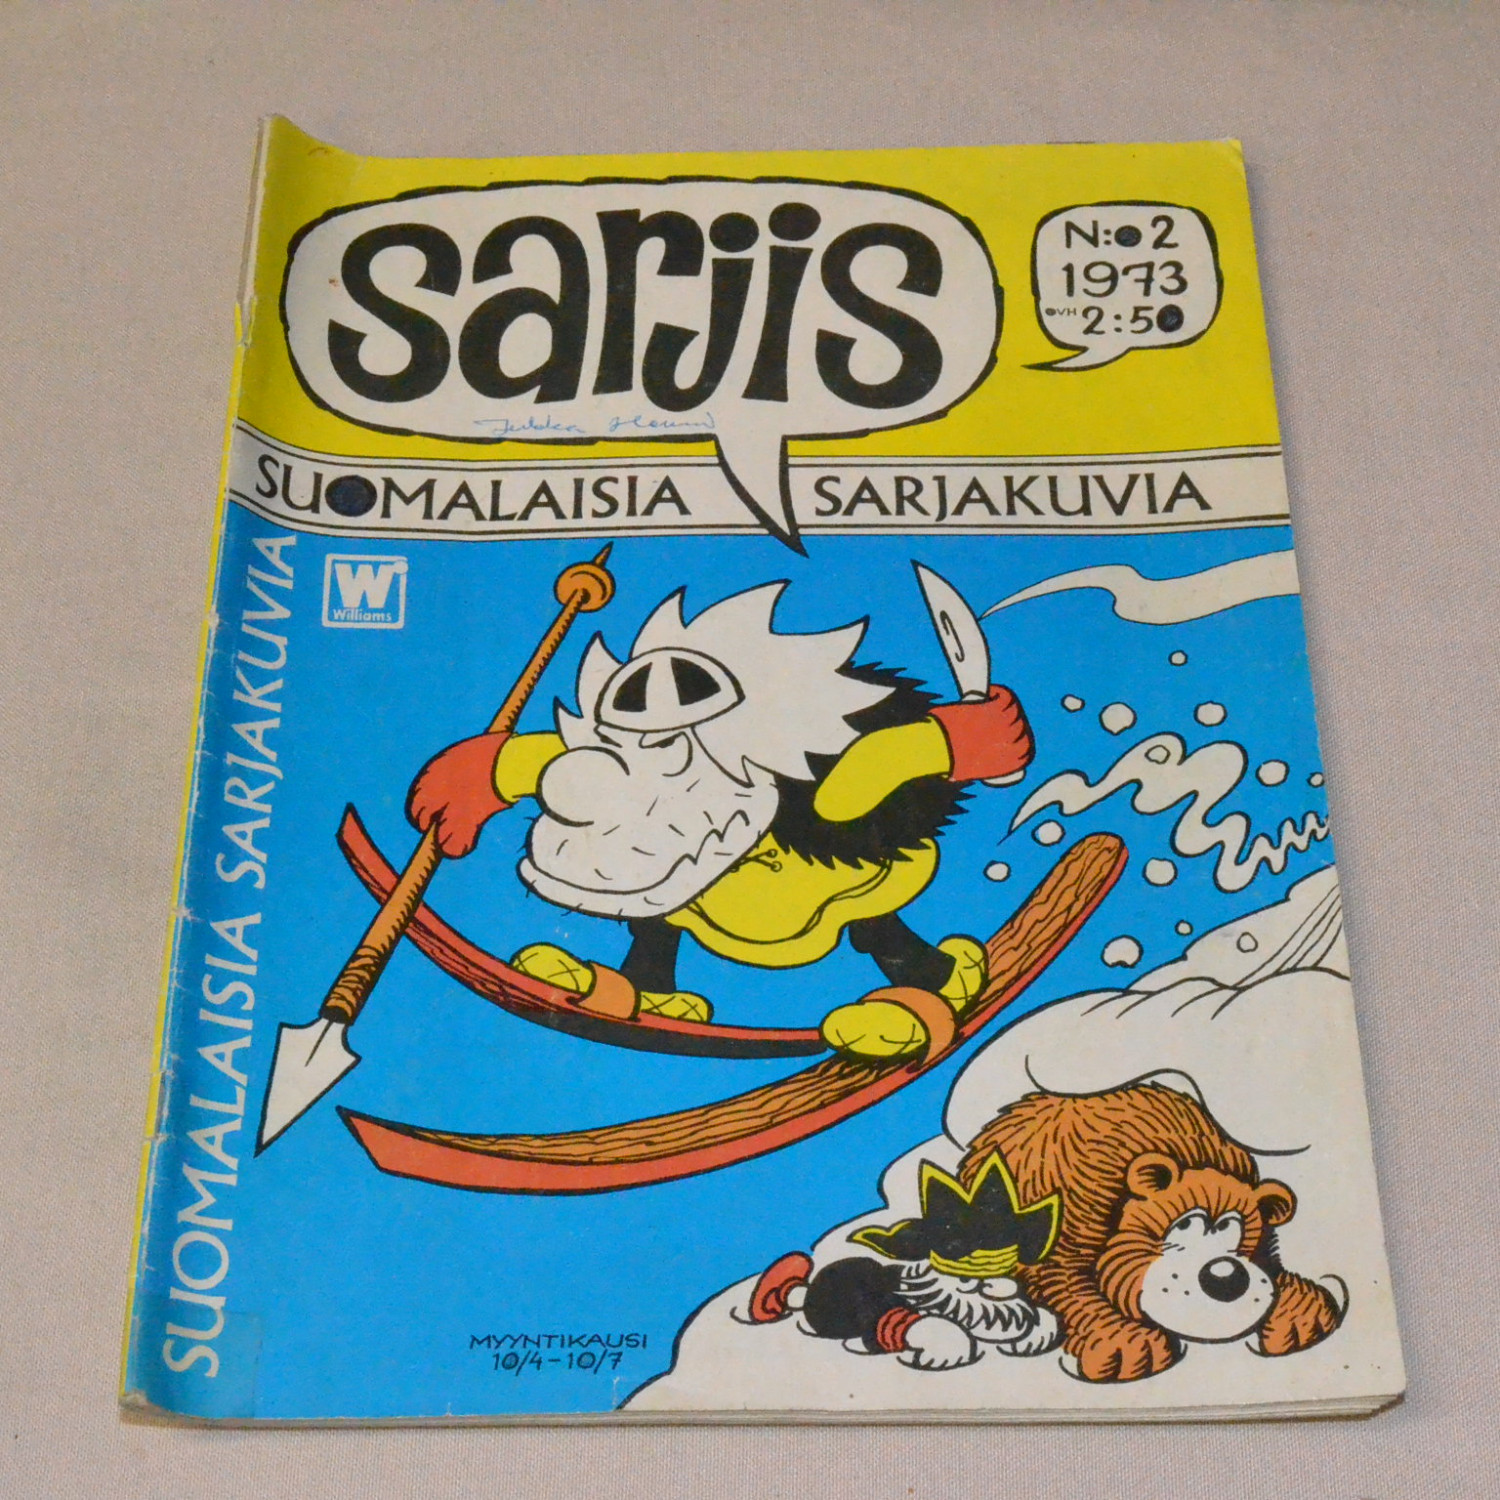 sarjis
N:o 2
1973
OVH 2:50
SUOMALAISIA SARJAKUVIA
SUOMALAISIA SARJAKUVIA
W
Williams
MYYNTIKAUSI
10/4-10/7